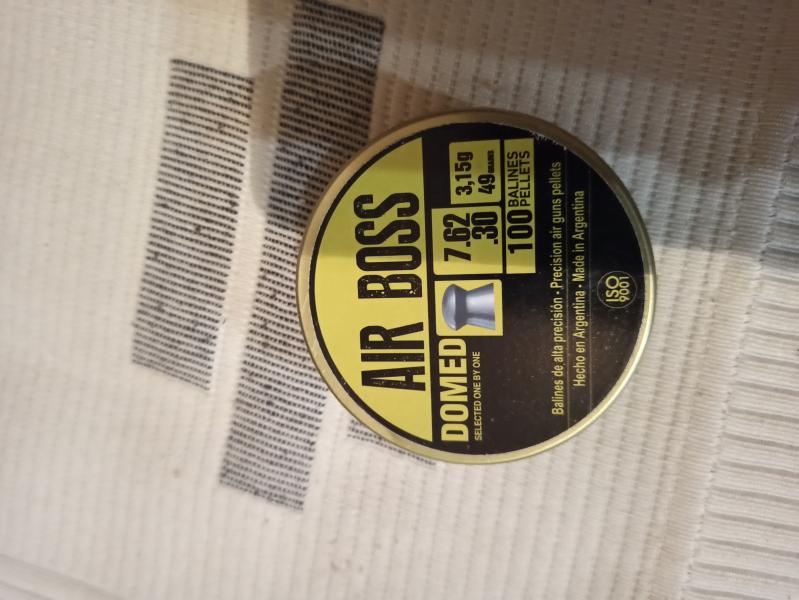 AIR BOSS
DOMED
SELECTED ONE BY ONE
7.62
.30
3,15g
49 GRAINS
100 BALINES
PELLETS
Balines de alta precisión • Precision air guns pellets
Hecho en Argentina • Made in Argentina
ISO
9001